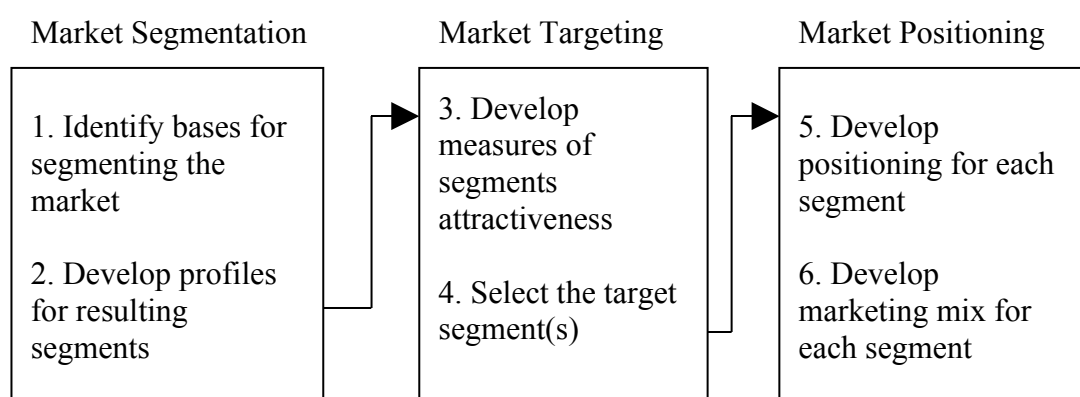 Market Segmentation
1. Identify bases for
segmenting the
market
2. Develop profiles
for resulting
segments
Market Targeting
3. Develop
measures of
segments
attractiveness
4. Select the target
segment(s)
Market Positioning
5. Develop
positioning for each
segment
6. Develop
marketing mix for
each segment